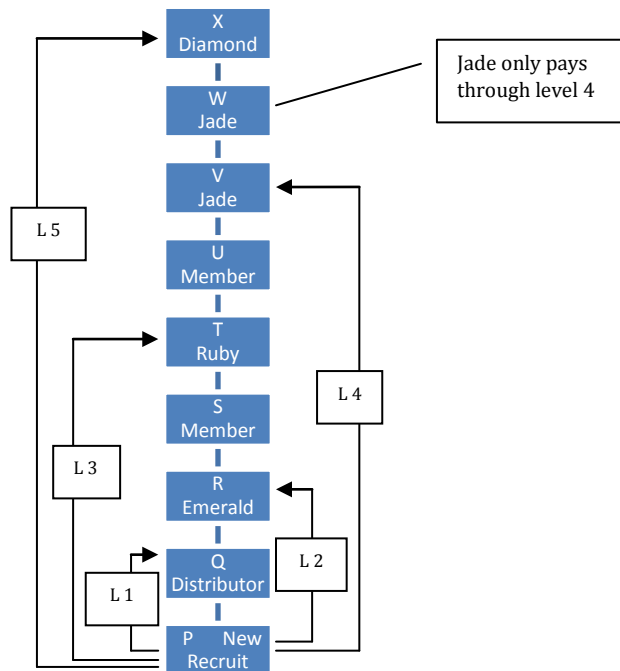 X
Diamond
Jade only pays
through level 4
W
Jade
V
Jade
L 5
U
Member
T
Ruby
L 4
S
Member
L 3
R
Emerald
Q
Distributor
L 2
L 1
P New
Recruit